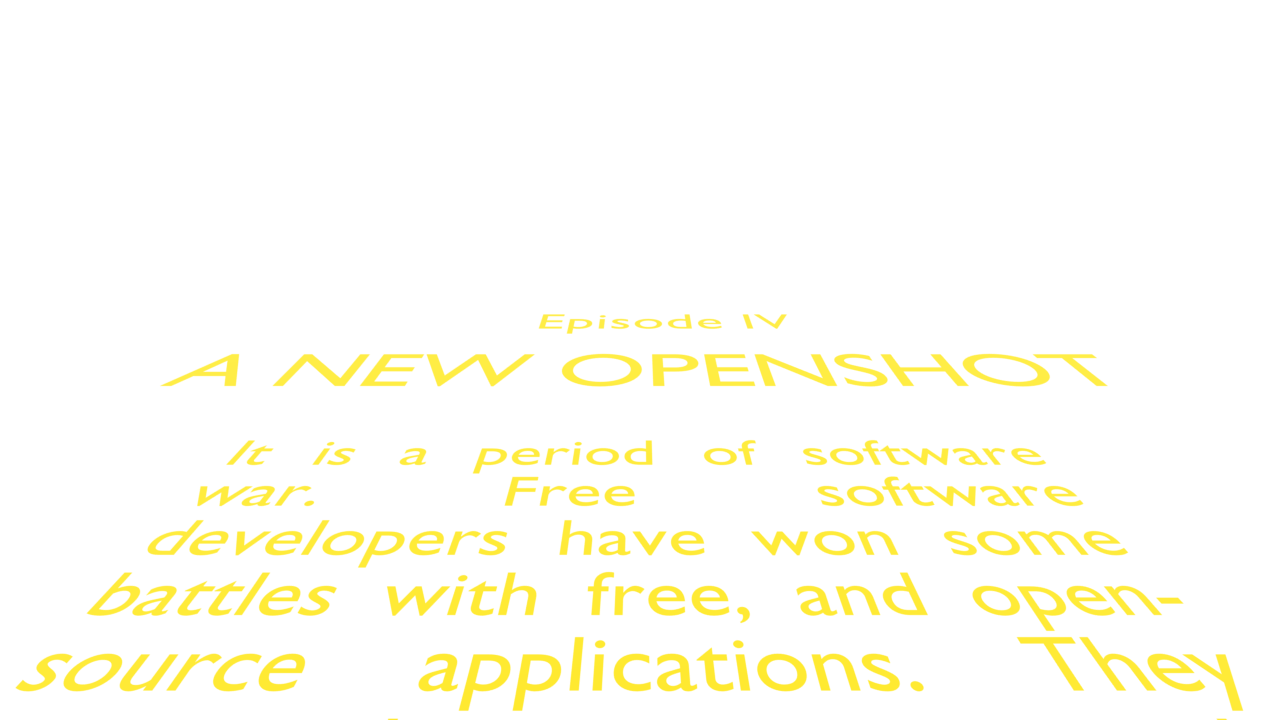 Episode IV
A NEW OPENSHOT
It is a period of software
war. Free software
developers have won some
battles with free, and open-
source applications. They